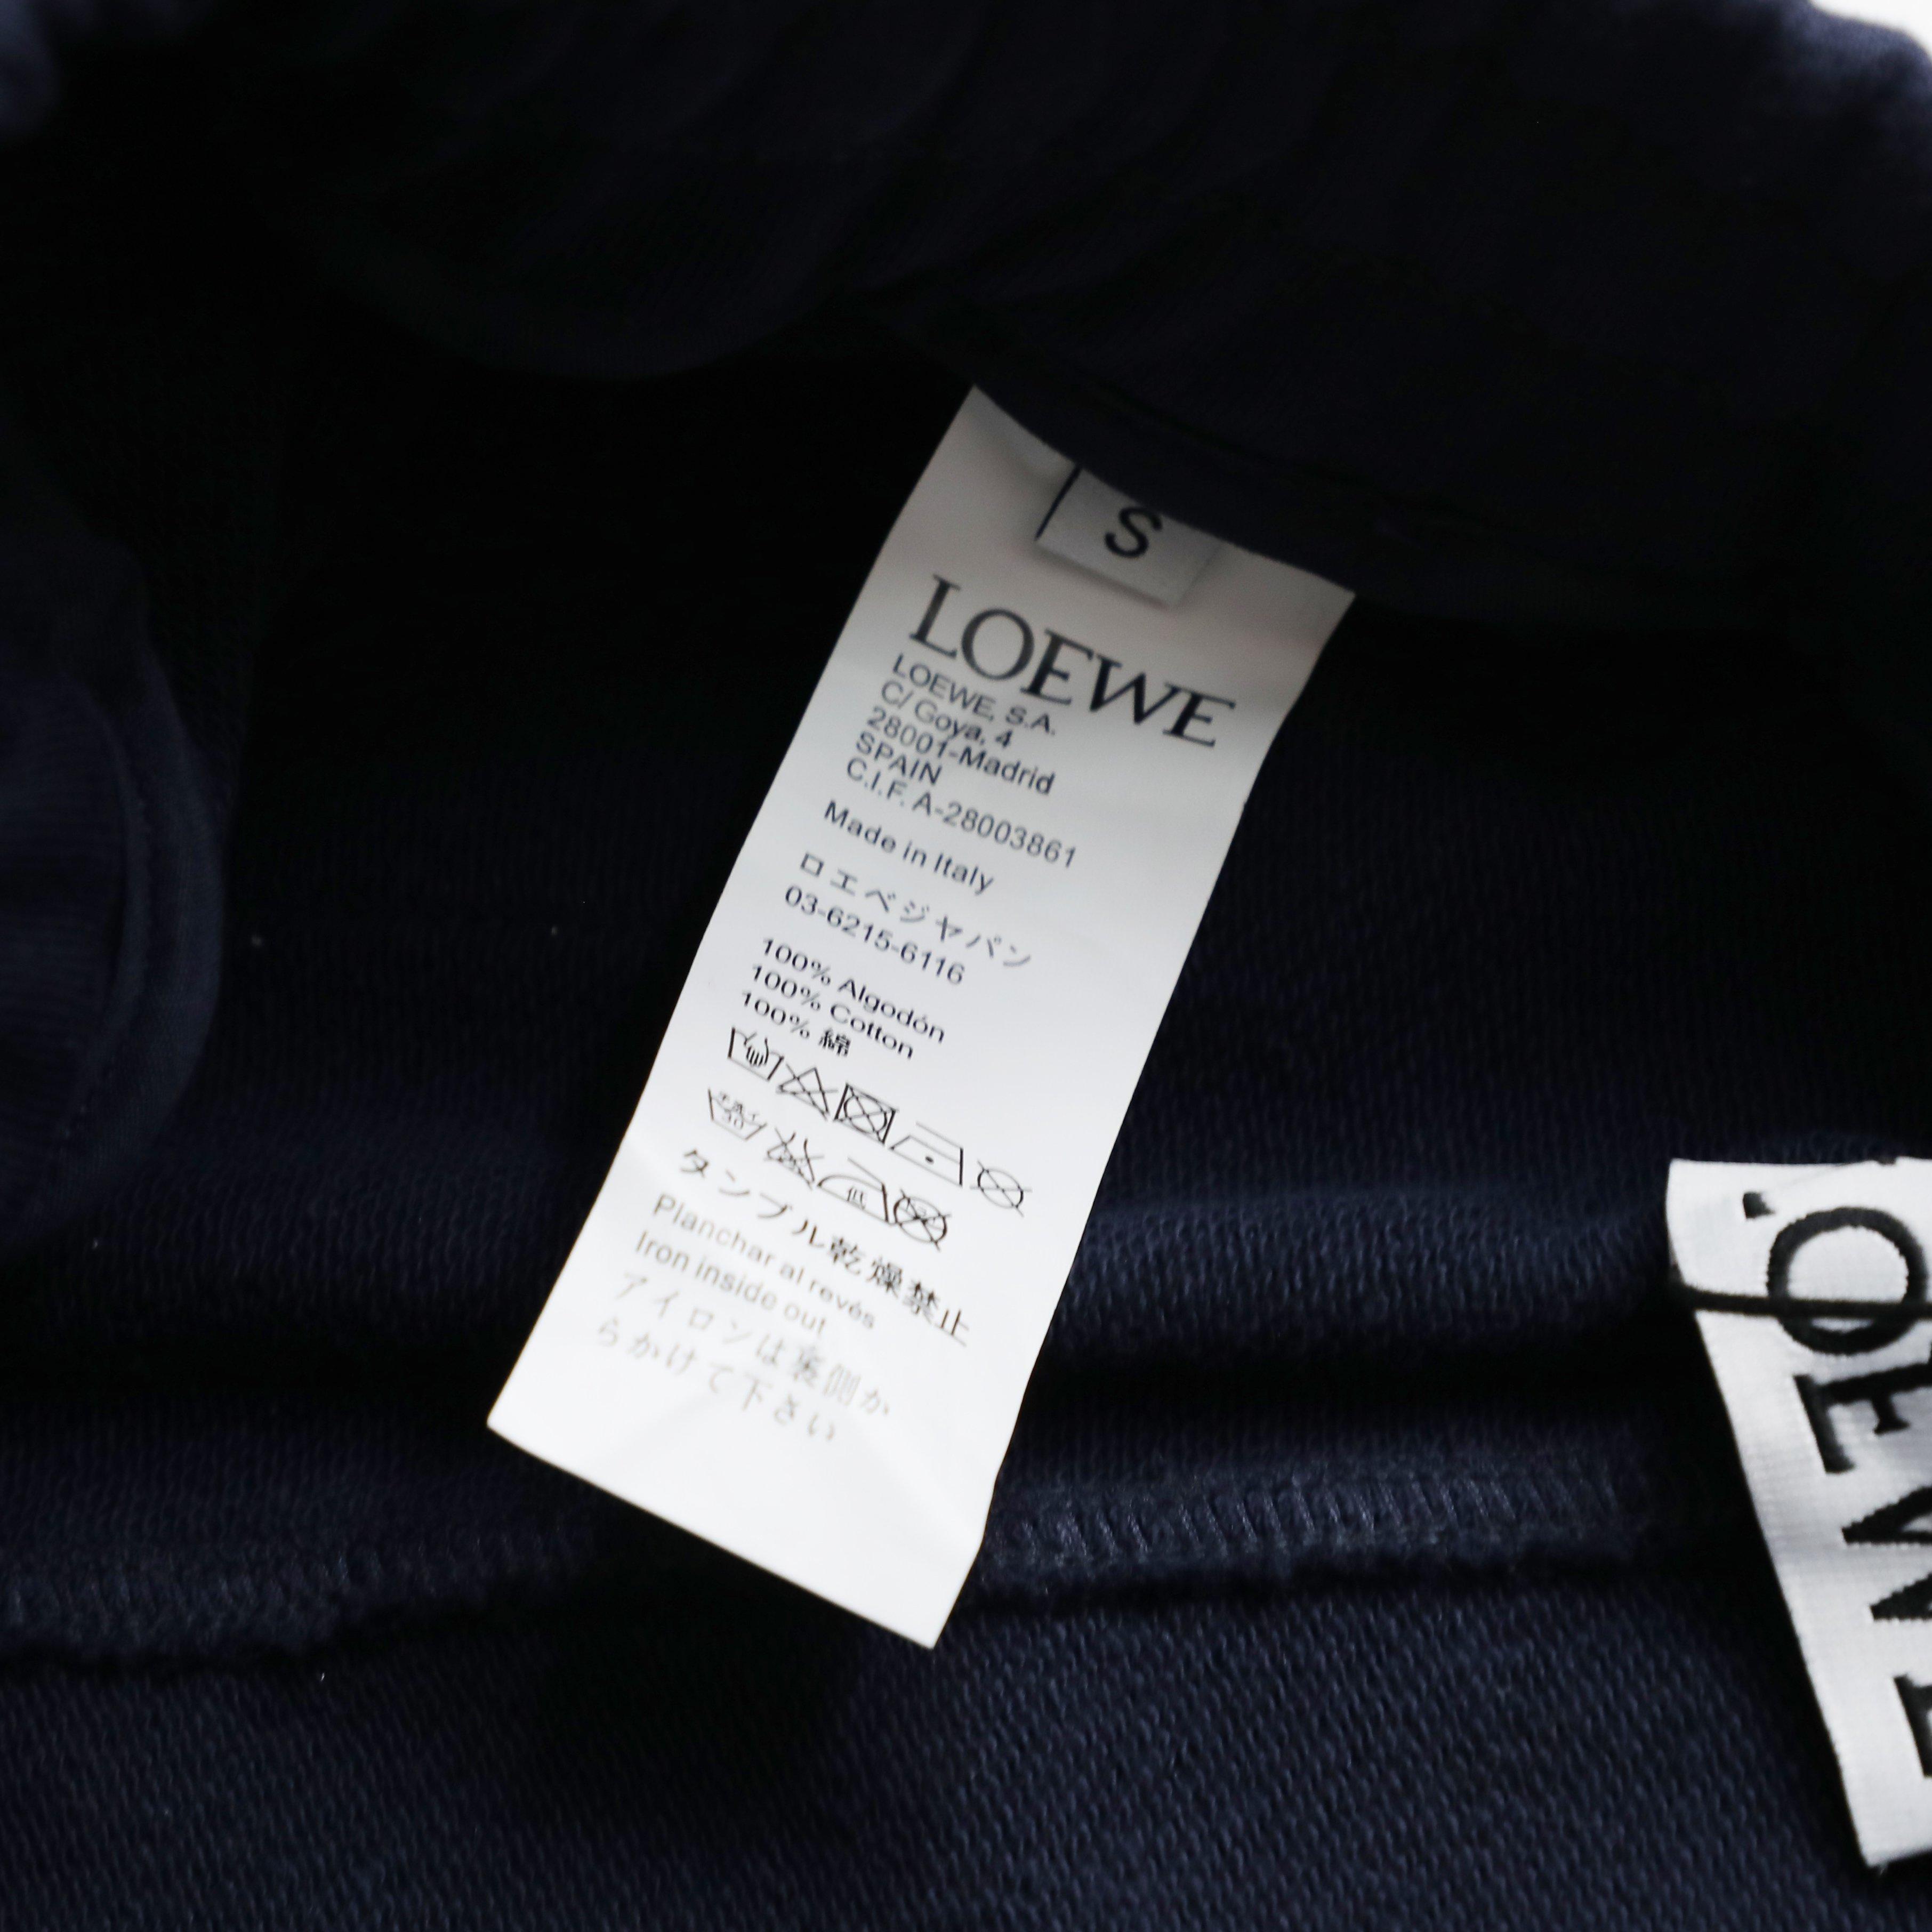 S
LOEWE
LOEWE, S.A.
C/ Goya, 4
28001-Madrid
SPAIN
C.I.F. A-28003861
Made in Italy
ロエベジャパン
03-6215-6116
100% Algodón
100% Cotton
100% 綿
低
タンブル乾燥禁止
Planchar al revés
Iron inside out
アイロンは裏側か
らかけて下さい
OEWE